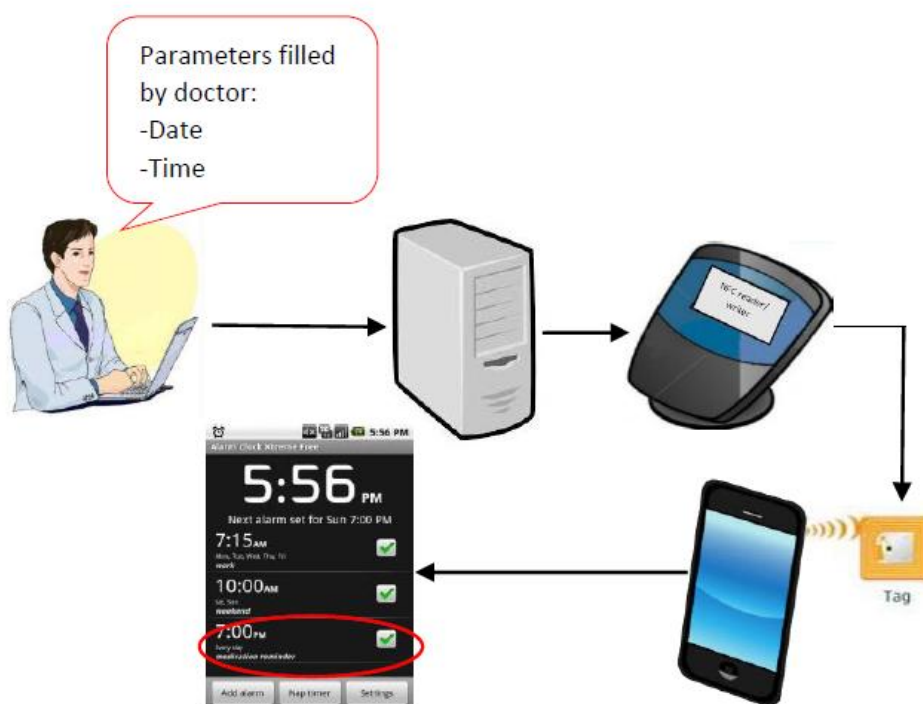 Parameters filled
by doctor:
-Date
-Time
NFC reader/
writer
5:56 PM
Alarm Clock Xtreme Free
5:56 PM
Next alarm set for Sun 7:00 PM
7:15AM
Mon, Tue, Wed, Thu, Fri
work
10:00AM
Sat, Sun
weekend
7:00PM
Every day
medication reminder
Add alarm
Nap timer
Settings
Tag